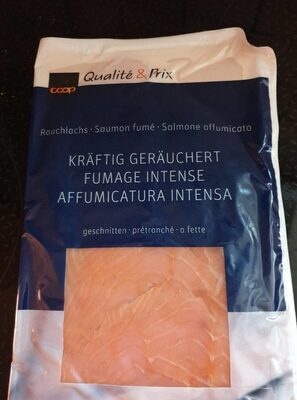 coop
Qualité & Prix
Rauchlachs · Saumon fumé · Salmone affumicato
KRÄFTIG GERÄUCHERT
FUMAGE INTENSE
AFFUMICATURA INTENSA
geschnitten · prétranché · a fette